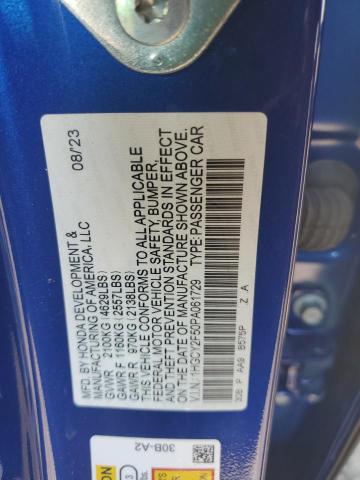 MFD. BY HONDA DEVELOPMENT & 08/'23
MANUFACTURING OF AMERICA, LLC
GVWR 2100KG (4629LBS)
GAWR F 1160KG (2557LBS)
GAWR R 970KG (2138LBS)
THIS VEHICLE CONFORMS TO ALL APPLICABLE
FEDERAL MOTOR VEHICLE SAFETY, BUMPER,
AND THEFT PREVENTION STANDARDS IN EFFECT
ON THE DATE OF MANUFACTURE SHOWN ABOVE.
V.I.N.: 1HGCY2F50PA061729 TYPE:PASSENGER CAR
30B P AA9 B575P Z A
30B-A2